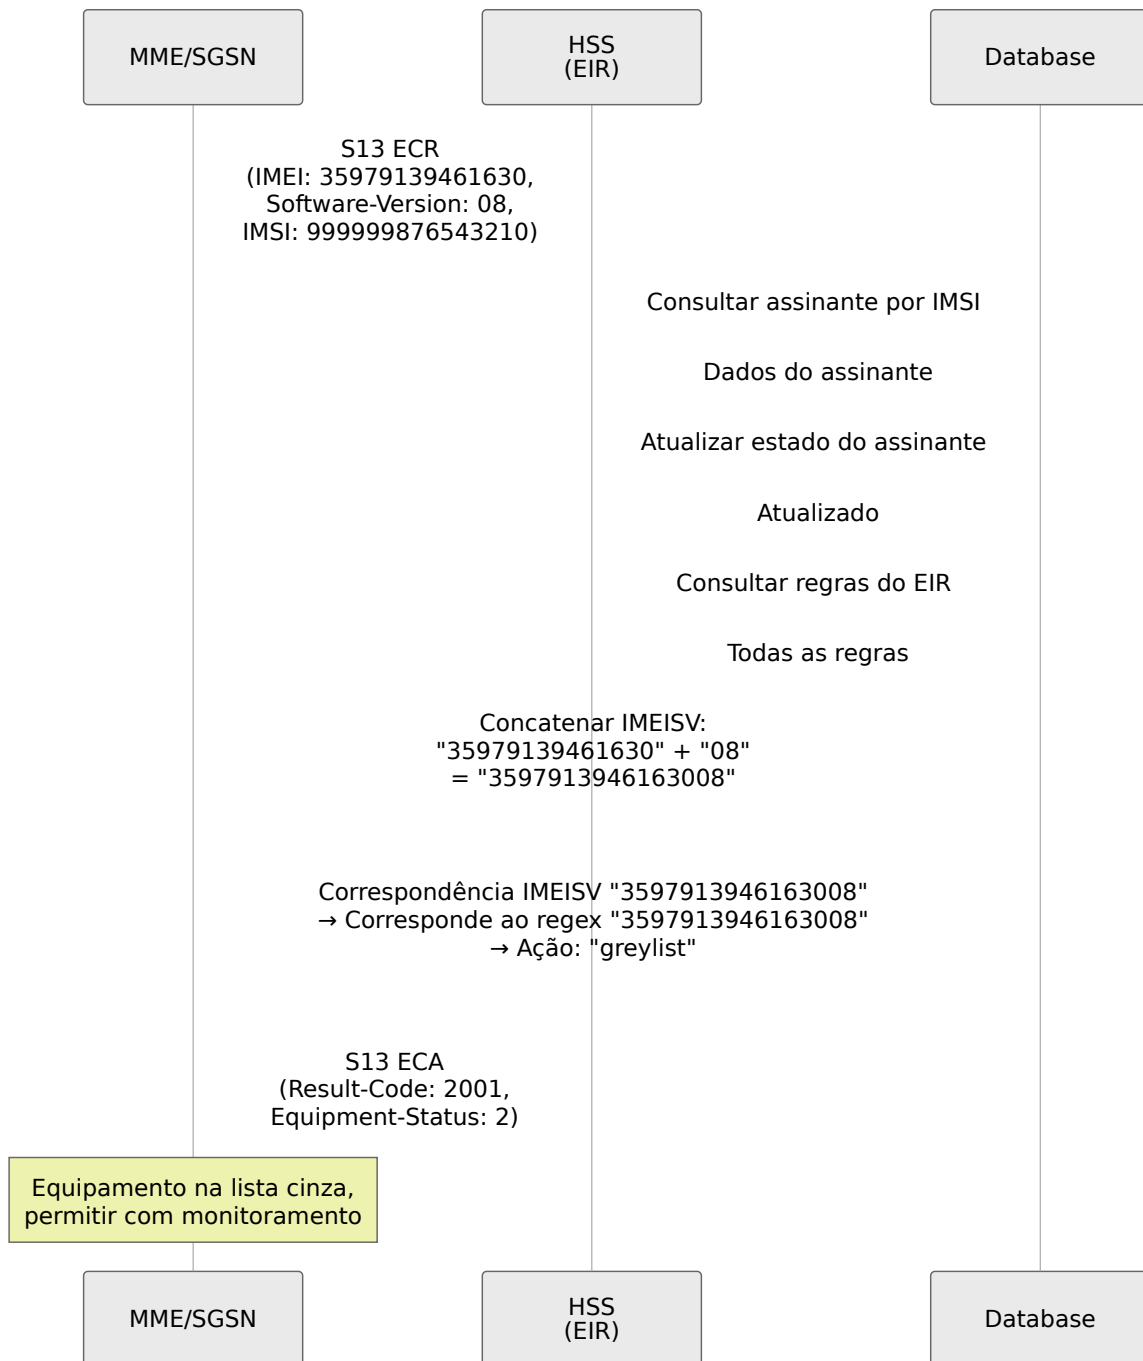 MME/SGSN
HSS
(EIR)
Database
S13 ECR
(IMEI: 35979139461630,
Software-Version: 08,
IMSI: 999999876543210)
Consultar assinante por IMSI
Dados do assinante
Atualizar estado do assinante
Atualizado
Consultar regras do EIR
Todas as regras
Concatenar IMEISV:
"35979139461630" + "08"
= "3597913946163008"
Correspondência IMEISV "3597913946163008"
→ Corresponde ao regex "3597913946163008"
→ Ação: "greylist"
S13 ECA
(Result-Code: 2001,
Equipment-Status: 2)
Equipamento na lista cinza,
permitir com monitoramento
MME/SGSN
HSS
(EIR)
Database